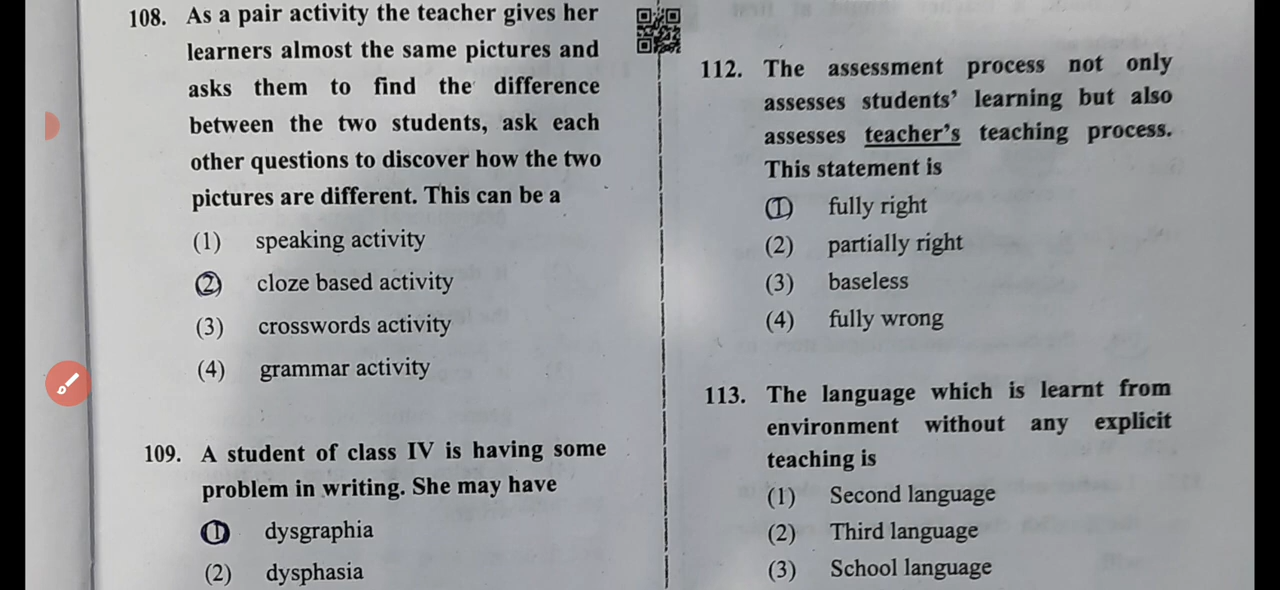 108. As a pair activity the teacher gives her
learners almost the same pictures and
asks them to find the difference
between the two students, ask each
other questions to discover how the two
pictures are different. This can be a
(1) speaking activity
(2) cloze based activity
(3) crosswords activity
(4) grammar activity
109. A student of class IV is having some
problem in writing. She may have
(1) dysgraphia
(2) dysphasia
112. The assessment process not only
assesses students' learning but also
assesses teacher's teaching process.
This statement is
(1) fully right
(2) partially right
(3) baseless
(4) fully wrong
113. The language which is learnt from
environment without any explicit
teaching is
(1) Second language
(2) Third language
(3) School language